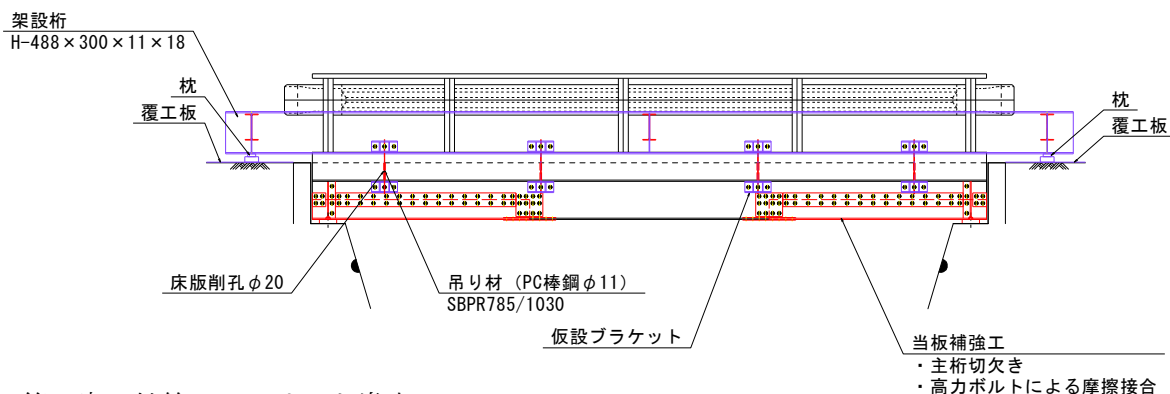 架設桁
H-488×300×11×18
枕
覆工板
枕
覆工板
床版削孔φ20
吊り材（PC棒鋼φ11）
SBPR785/1030
仮設ブラケット
当板補強工
・主桁切欠き
・高力ボルトによる摩擦接合